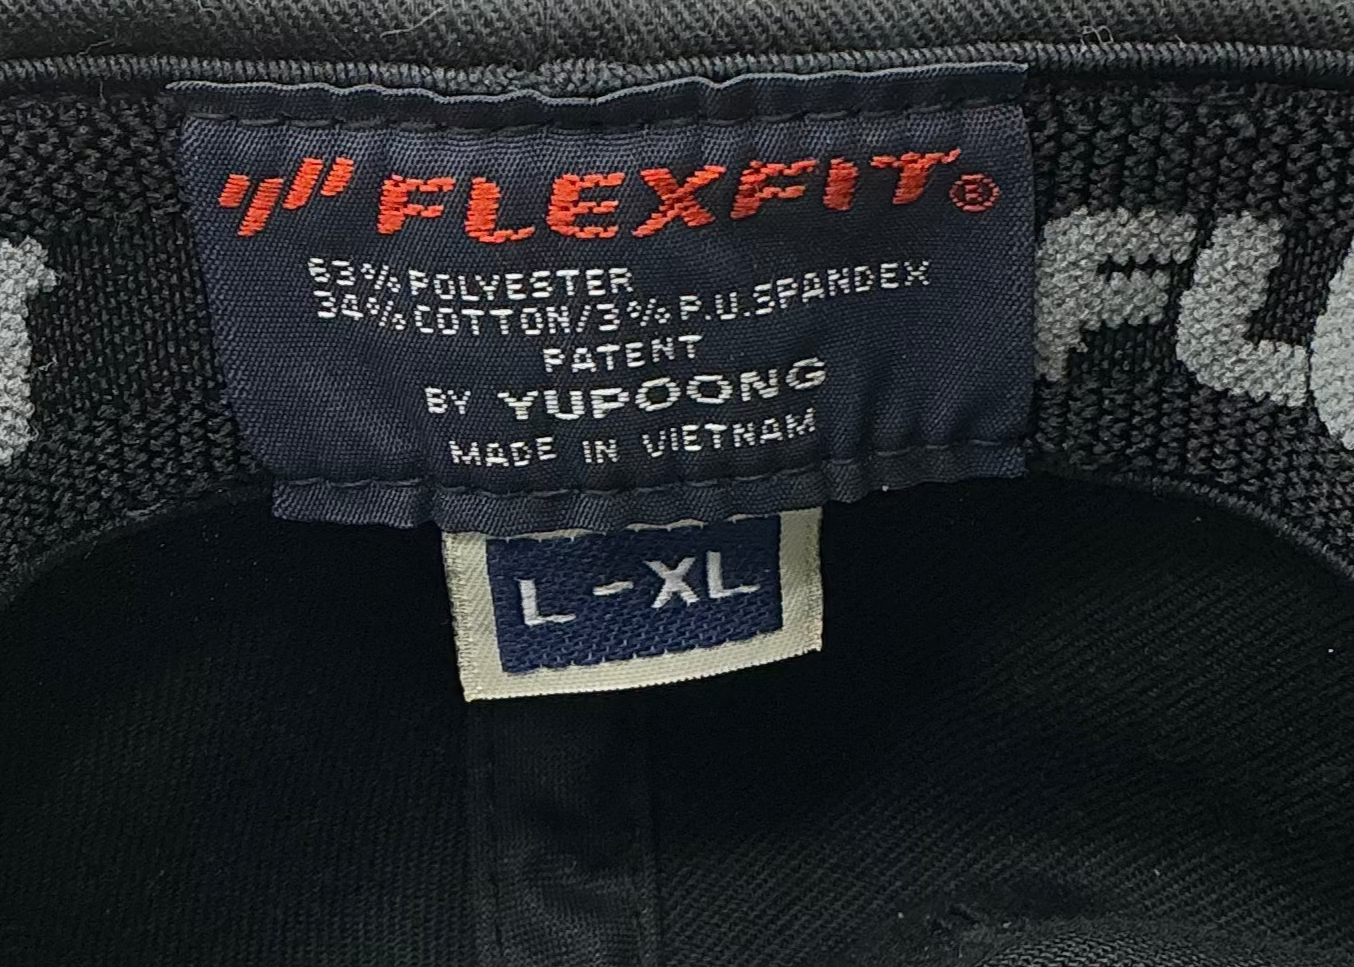 FLEXFIT®
63% POLYESTER
34% COTTON/3% P.U.SPANDEX
PATENT
BY YUPOONG
MADE IN VIETNAM
L-XL